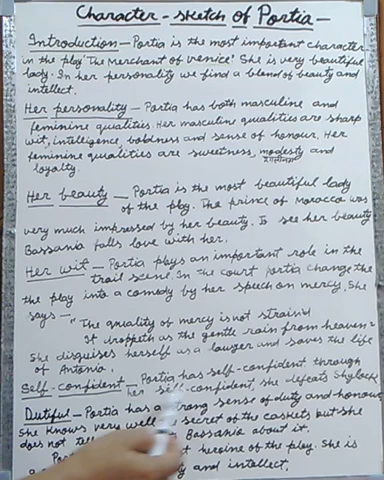 Character-sketch of Portia-
Introduction- Portia is the most important character
in the play 'The Merchant of venice'. She is very beautiful
lady. In her personality we find a blend of beauty and
intellect.
Her personality- Portia has both masculine and
feminine qualities. Her masculine qualities are sharp
wit, intelligence, boldness and sense of honour. Her
feminine qualities are sweetness, modesty and
loyalty.
Her beauty - Portia is the most beautiful lady
of the play. The prince of Moracco was
very much impressed by her beauty. To see her beauty
Bassania falls love with her.
Her wit- Portia plays an important role in the
trail scene. In the court portia change the
the play into a comedy by her speech on mercy. She
says-
"The quality of mercy is not strain'd
It droppeth as the gentle rain from heaven"
She disguises herself as a lawyer and saves the life
of Antonia.
Self-confident- Portia has self-confident through
her self-confident, she defeats Shylock.
Dutiful- Portia has a strong sense of duty and honour
She knows very well secret of the caskets but she
does not tell Bassania about it.
heroine of the play. She is
and intellect.